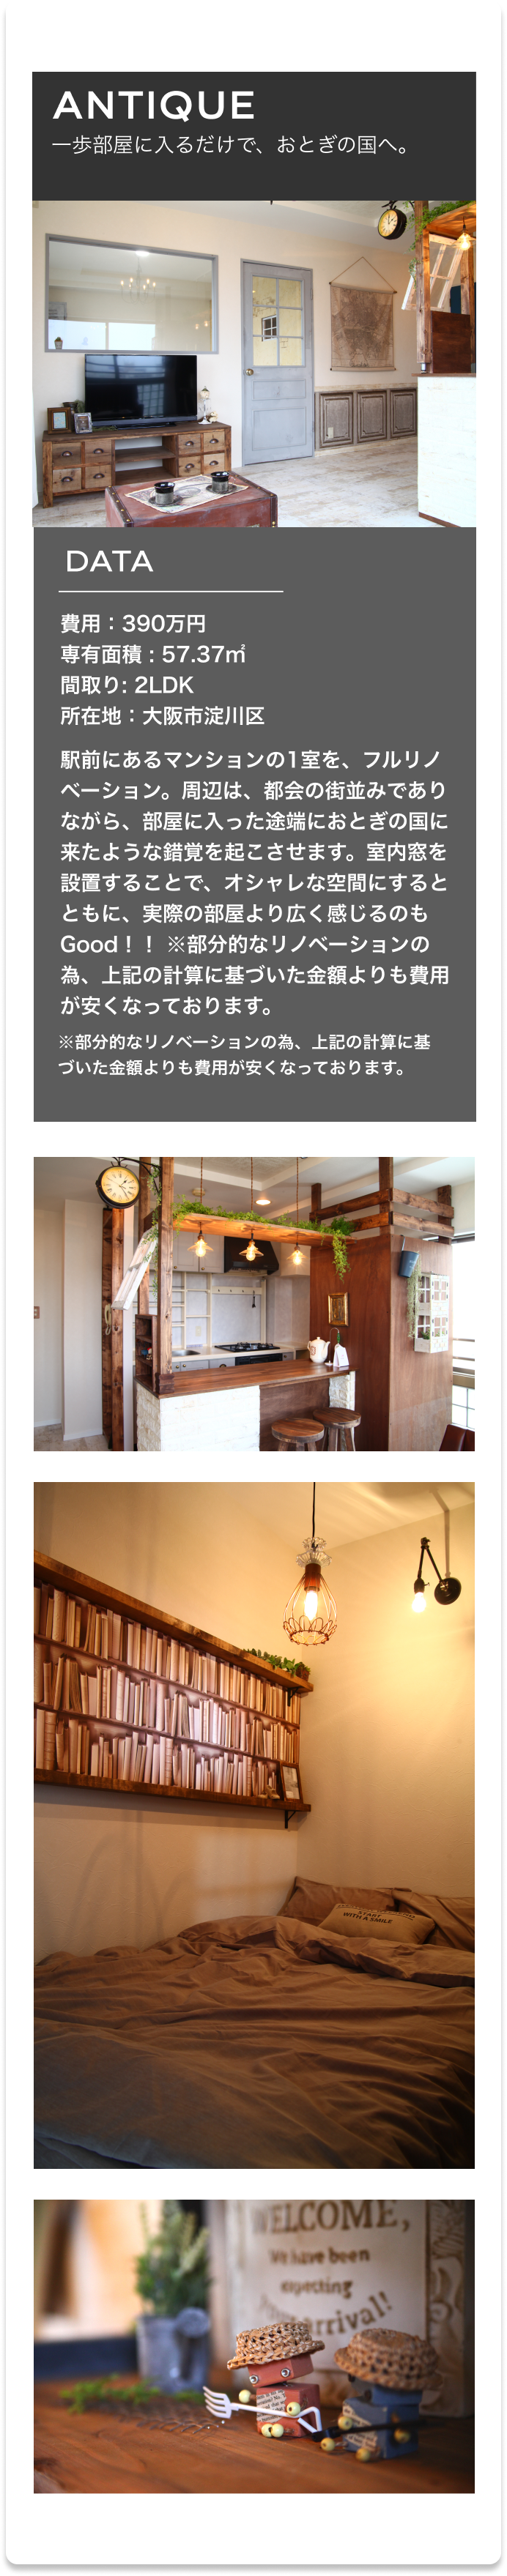 ANTIQUE
一歩部屋に入るだけで、おとぎの国へ。
DATA
費用：390万円
専有面積 : 57.37㎡
間取り: 2LDK
所在地：大阪市淀川区
駅前にあるマンションの1室を、フルリノ
ベーション。周辺は、都会の街並みであり
ながら、部屋に入った途端におとぎの国に
来たような錯覚を起こさせます。室内窓を
設置することで、オシャレな空間にすると
ともに、実際の部屋より広く感じるのも
Good！！ ※部分的なリノベーションの
為、上記の計算に基づいた金額よりも費用
が安くなっております。
※部分的なリノベーションの為、上記の計算に基
づいた金額よりも費用が安くなっております。
START
WITH A SMILE
WELCOME,
We have been
expecting
arrival!